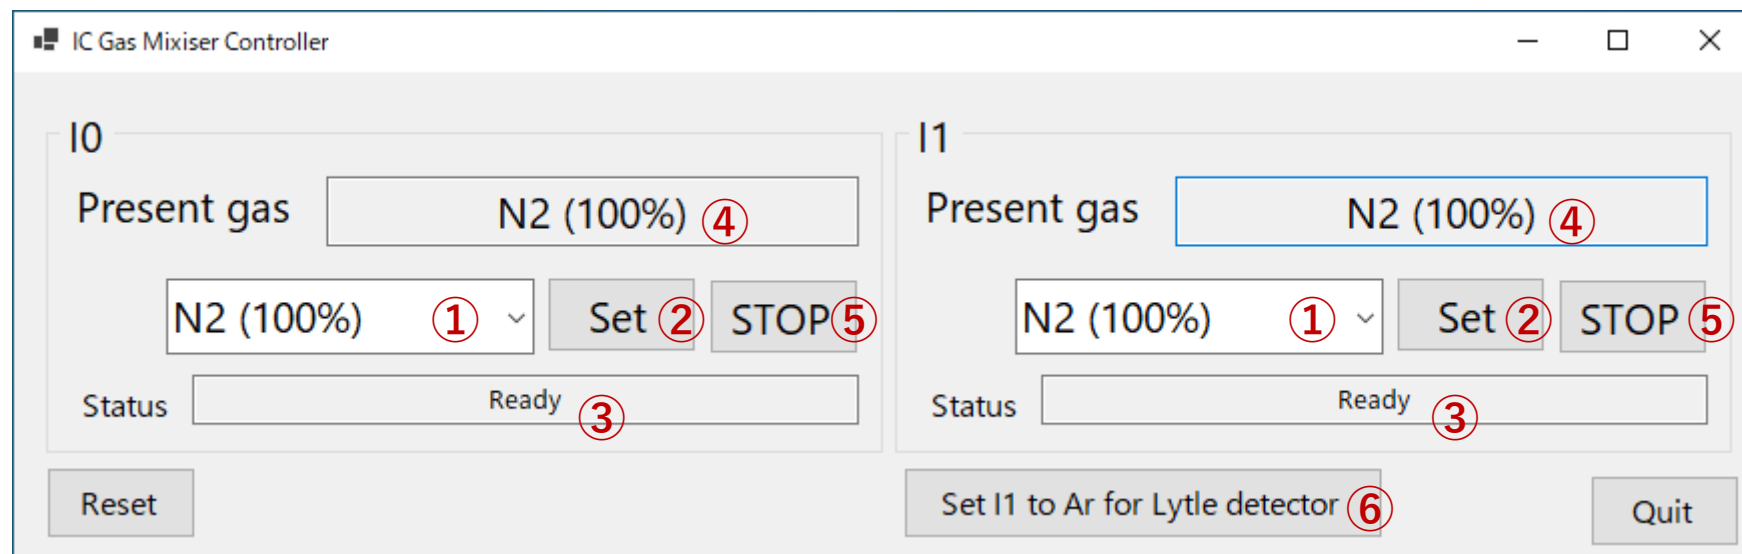 IC Gas Mixiser Controller
I0
Present gas N2 (100%) ④
N2 (100%) ① Set ② STOP ⑤
Status Ready ③
I1
Present gas N2 (100%) ④
N2 (100%) ① Set ② STOP ⑤
Status Ready ③
Reset Set I1 to Ar for Lytle detector ⑥ Quit